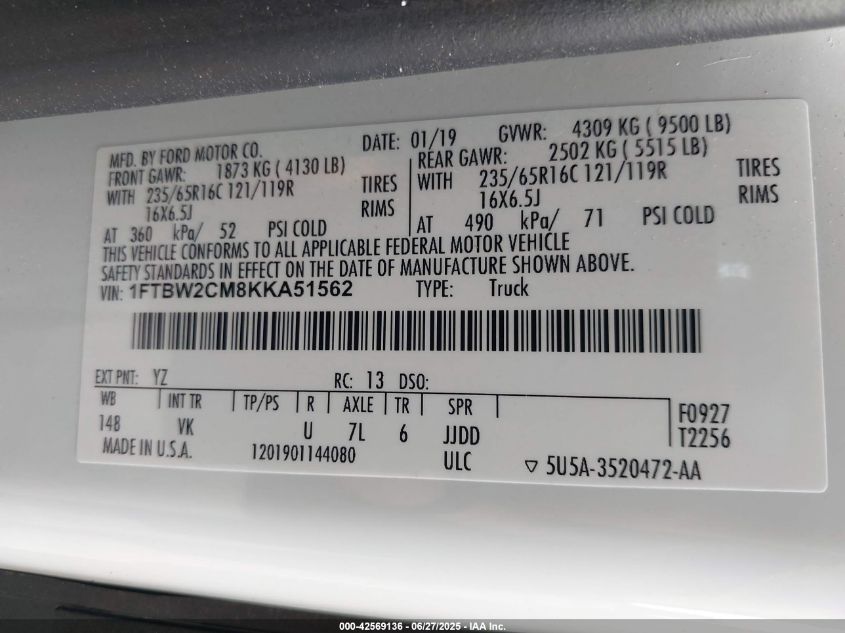 MFD. BY FORD MOTOR CO.
DATE: 01/19 GVWR: 4309 KG ( 9500 LB)
FRONT GAWR: 1873 KG ( 4130 LB)
REAR GAWR: 2502 KG ( 5515 LB)
WITH 235/65R16C 121/119R TIRES
WITH 235/65R16C 121/119R TIRES
16X6.5J RIMS
16X6.5J RIMS
AT 360 kPa/ 52 PSI COLD
AT 490 kPa/ 71 PSI COLD
THIS VEHICLE CONFORMS TO ALL APPLICABLE FEDERAL MOTOR VEHICLE
SAFETY STANDARDS IN EFFECT ON THE DATE OF MANUFACTURE SHOWN ABOVE.
VIN: 1FTBW2CM8KKA51562 TYPE: Truck
EXT PNT: YZ RC: 13 DSO:
WB INT TR TP/PS R AXLE TR SPR
148 VK U 7L 6 JJDD
F0927
T2256
MADE IN U.S.A. 1201901144080 ULC ▽ 5U5A-3520472-AA
000-42569136 - 06/27/2025 - IAA Inc.